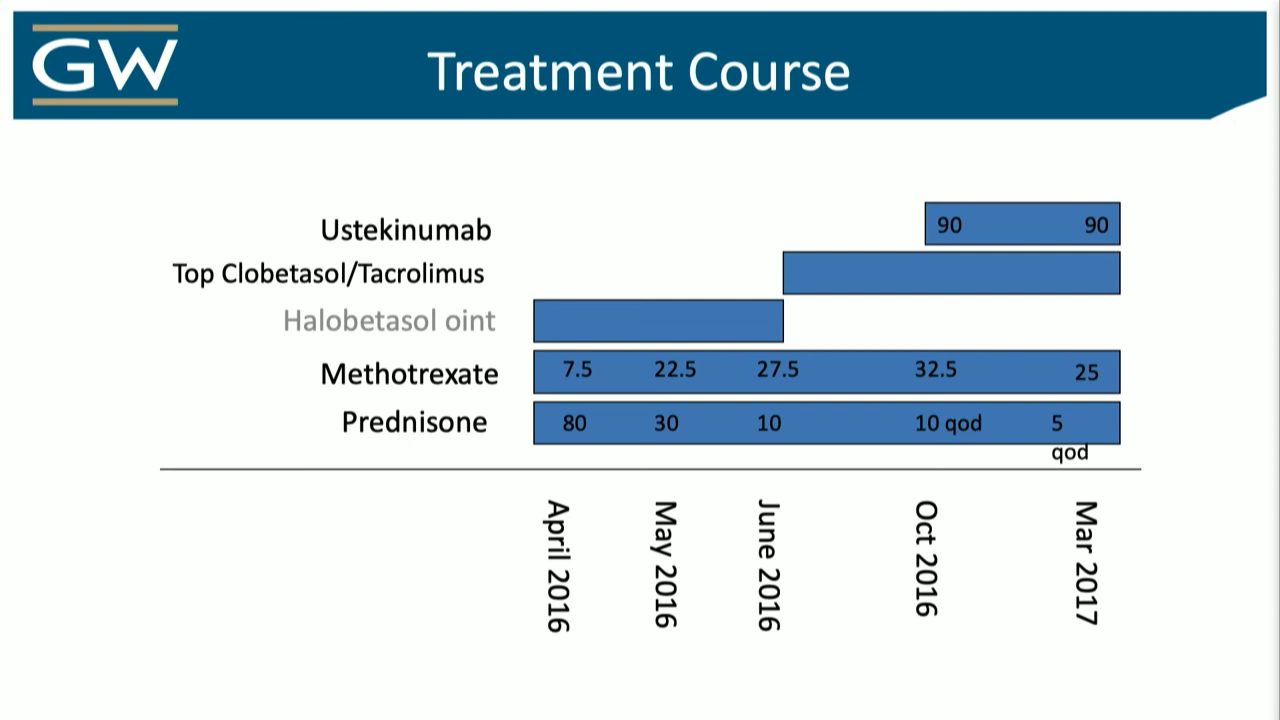 GW
Treatment Course
Ustekinumab 90 90
Top Clobetasol/Tacrolimus
Halobetasol oint
Methotrexate 7.5 22.5 27.5 32.5 25
Prednisone 80 30 10 10 qod 5
qod
April 2016 May 2016 June 2016 Oct 2016 Mar 2017